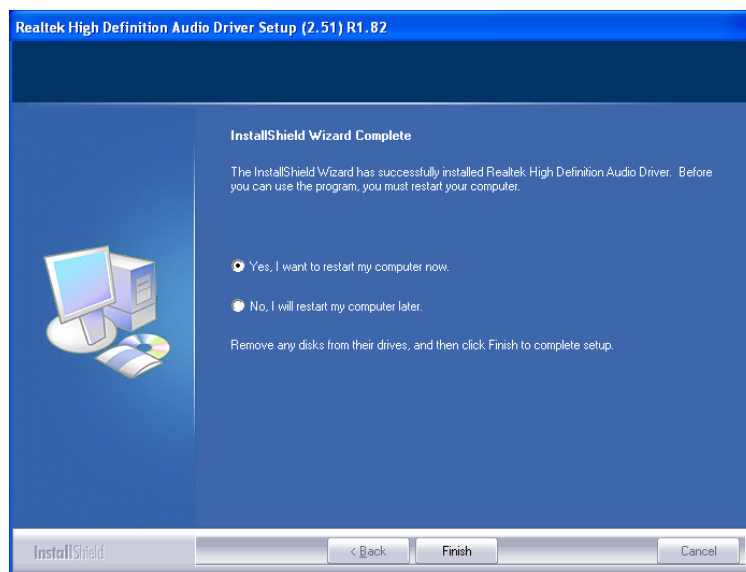 Realtek High Definition Audio Driver Setup (2.51) R1.82
InstallShield Wizard Complete
The InstallShield Wizard has successfully installed Realtek High Definition Audio Driver. Before
you can use the program, you must restart your computer.
Yes, I want to restart my computer now.
No, I will restart my computer later.
Remove any disks from their drives, and then click Finish to complete setup.
InstallShield
< Back
Finish
Cancel